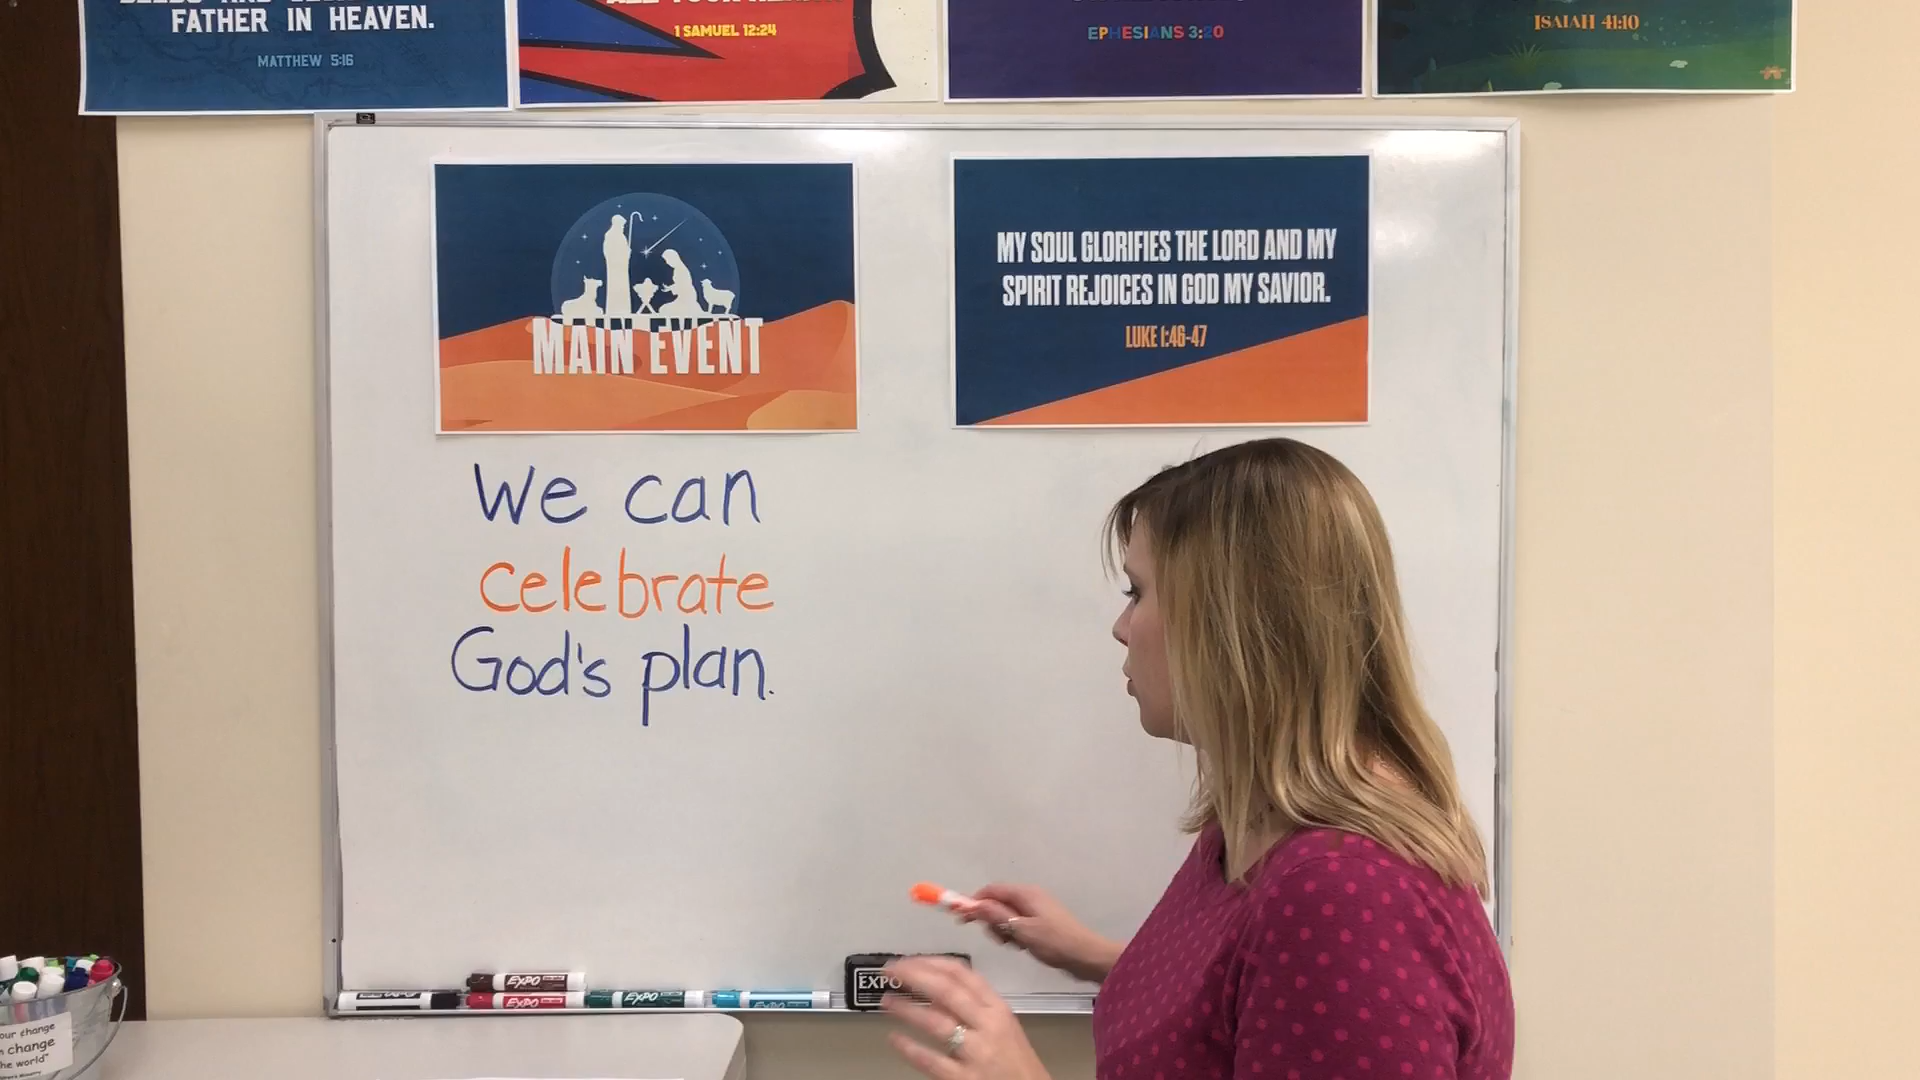 FATHER IN HEAVEN.
MATTHEW 5:16
1 SAMUEL 12:24
EPHESIANS 3:20
ISAIAH 41:10
MAIN EVENT
MY SOUL GLORIFIES THE LORD AND MY
SPIRIT REJOICES IN GOD MY SAVIOR.
LUKE 1:46-47
We can
celebrate
God's plan.
EXPO
EXPO
EXPO
EXPO
EXPO
change
change
the world"